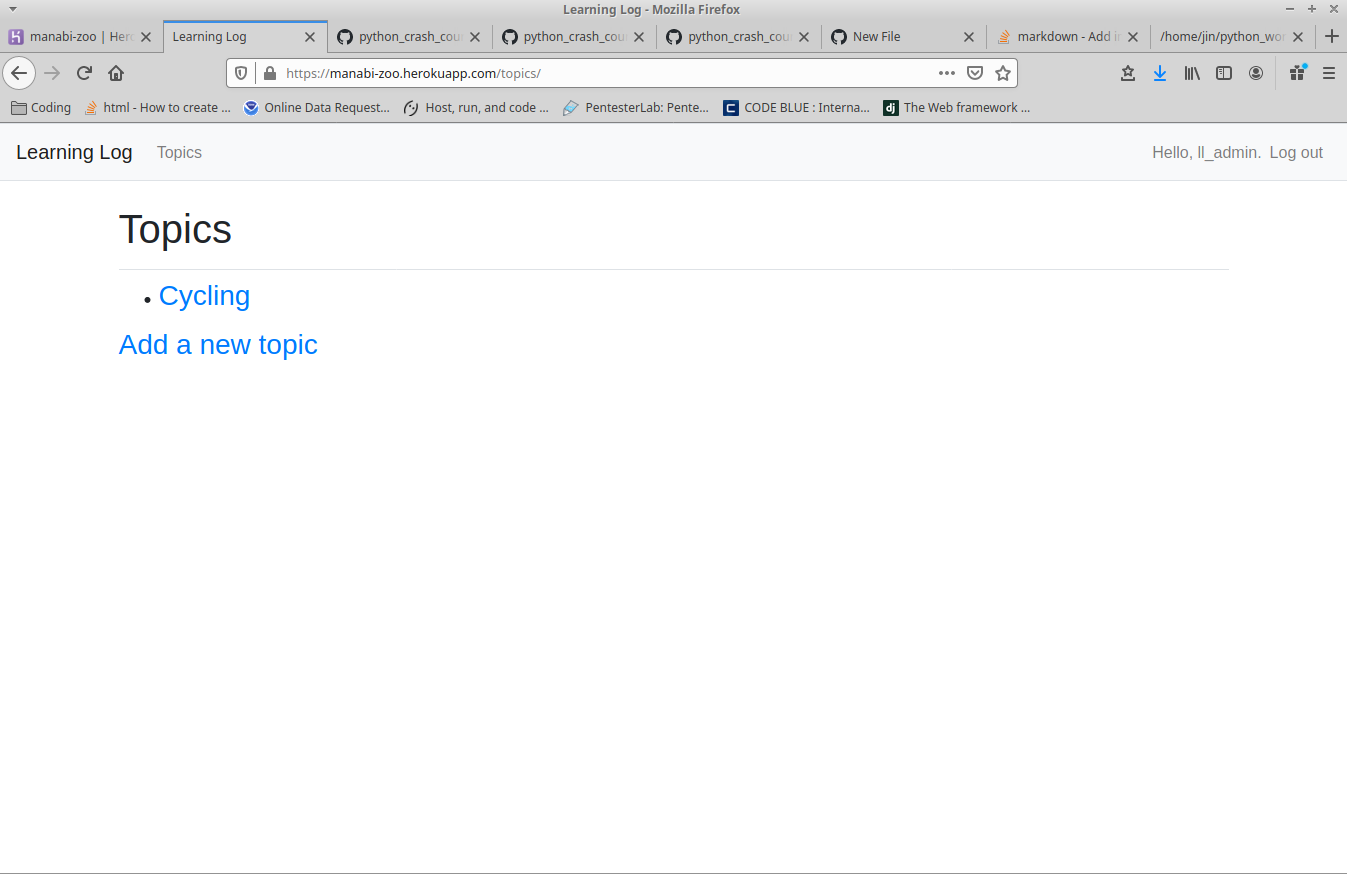 Learning Log - Mozilla Firefox
manabi-zoo | Hero
Learning Log
python_crash_cou
python_crash_cou
python_crash_cou
New File
markdown - Add i
/home/jin/python_wo
https://manabi-zoo.herokuapp.com/topics/
Coding
html - How to create ...
Online Data Request...
Host, run, and code ...
PentesterLab: Pente...
CODE BLUE : Interna...
dj
The Web framework ...
Learning Log
Topics
Hello, ll_admin.
Log out
Topics
• Cycling
Add a new topic